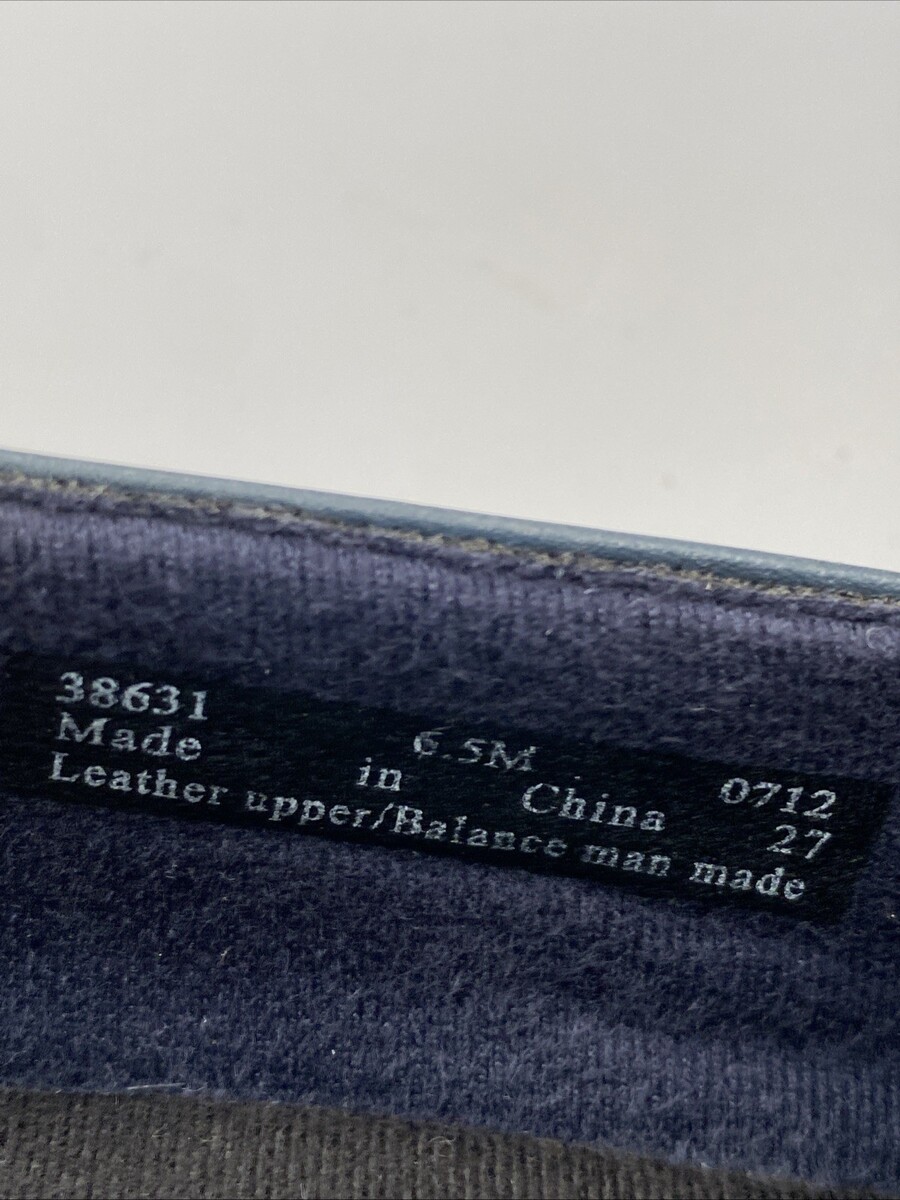 38631 6.5M 0712
Made in China 27
Leather upper/Balance man made